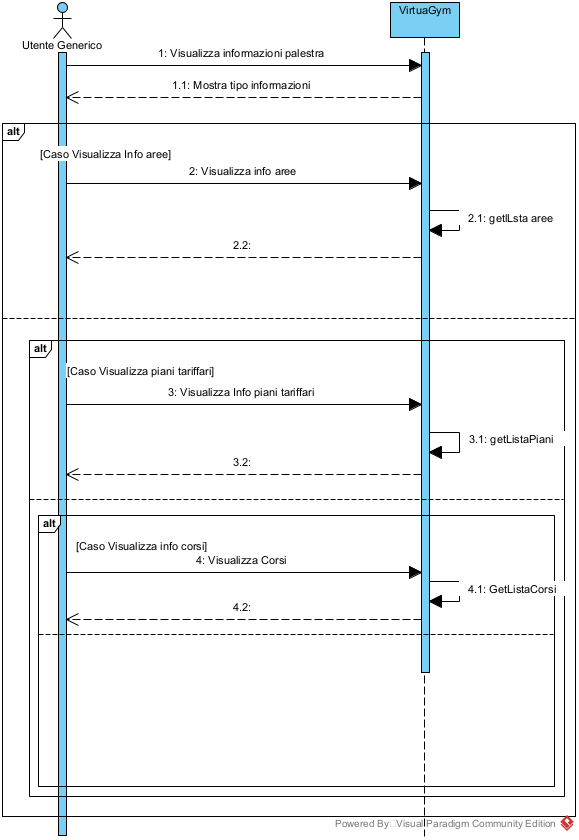 VirtuaGym
Utente Generico
1: Visualizza informazioni palestra
1.1: Mostra tipo informazioni
alt
[Caso Visualizza Info aree]
2: Visualizza info aree
2.1: getlLsta aree
2.2:
alt
[Caso Visualizza piani tariffari]
3: Visualizza Info piani tariffari
3.1: getListaPiani
3.2:
alt
[Caso Visualizza info corsi]
4: Visualizza Corsi
4.1: GetListaCorsi
4.2:
Powered By Visual Paradigm Community Edition